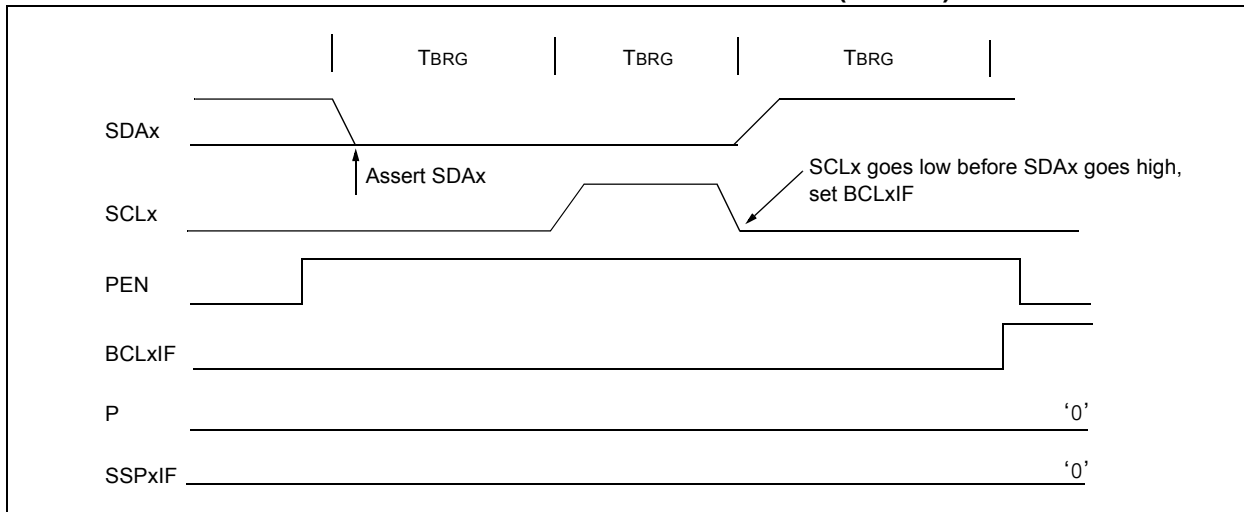 TBRG TBRG TBRG
SDAx
Assert SDAx
SCLx goes low before SDAx goes high,
set BCLxIF
SCLx
PEN
BCLxIF
P
'0'
SSPxIF
'0'